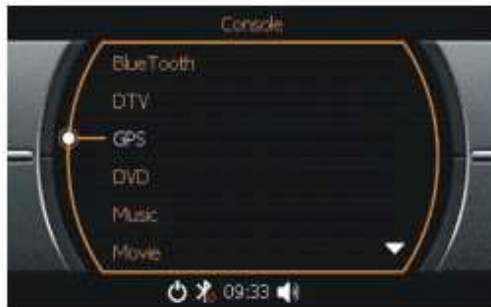 Console
BlueTooth
DTV
GPS
DVD
Music
Movie
09:33